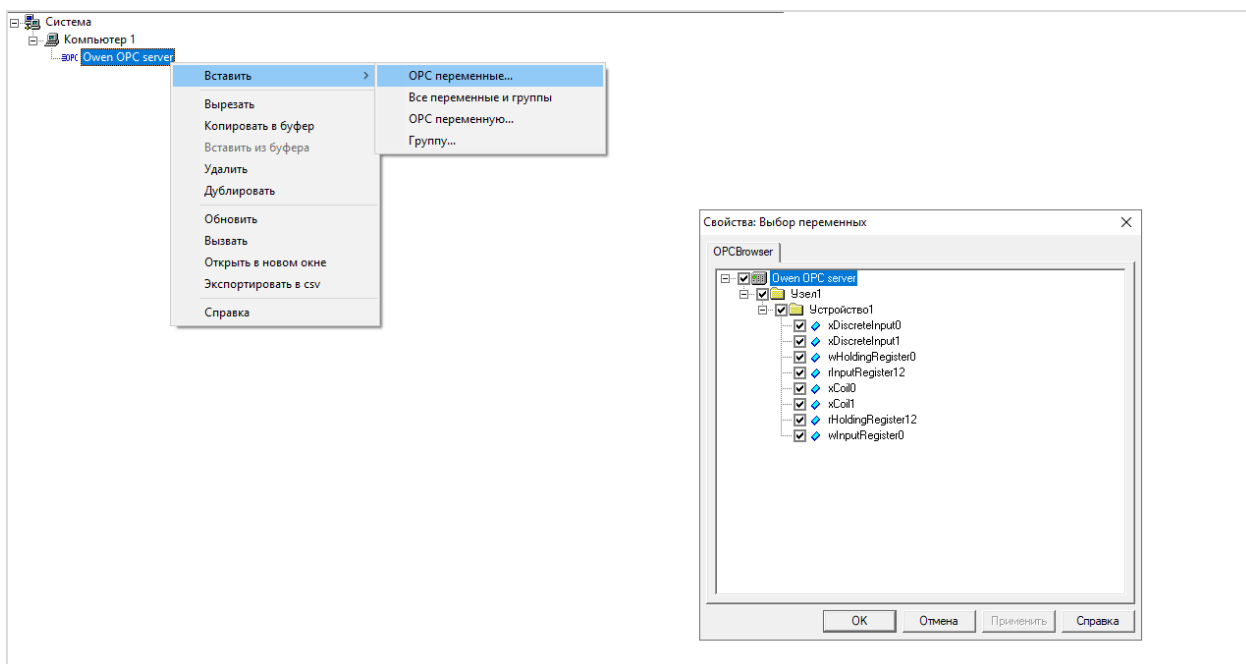 Система
Компьютер 1
OPC Owen OPC server
Вставить
Вырезать
Копировать в буфер
Вставить из буфера
Удалить
Дублировать
Обновить
Вызвать
Открыть в новом окне
Экспортировать в csv
Справка
OPC переменные...
Все переменные и группы
OPC переменную...
Группу...
Свойства: Выбор переменных
OPCBrowser
Owen OPC server
Узел1
Устройство1
xDiscreteInput0
xDiscreteInput1
wHoldingRegister0
rInputRegister12
xCoil0
xCoil1
rHoldingRegister12
wInputRegister0
OK Отмена Применить Справка